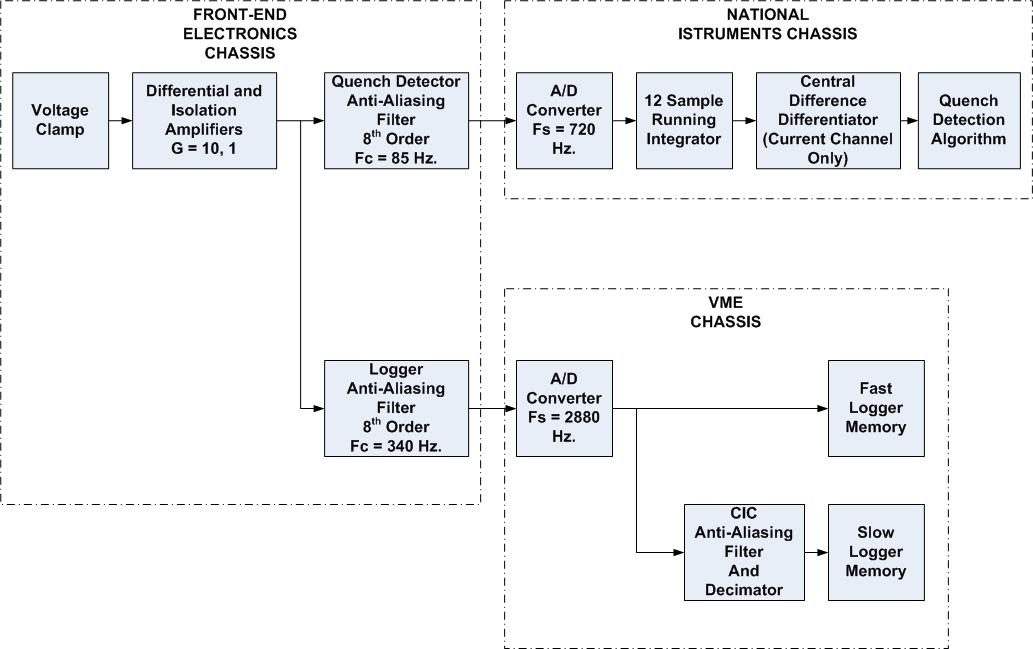 FRONT-END
ELECTRONICS
CHASSIS
Voltage
Clamp
Differential and
Isolation
Amplifiers
G = 10, 1
Quench Detector
Anti-Aliasing
Filter
8th Order
Fc = 85 Hz.
Logger
Anti-Aliasing
Filter
8th Order
Fc = 340 Hz.
NATIONAL
ISTRUMENTS CHASSIS
A/D
Converter
Fs = 720
Hz.
12 Sample
Running
Integrator
Central
Difference
Differentiator
(Current Channel
Only)
Quench
Detection
Algorithm
VME
CHASSIS
A/D
Converter
Fs = 2880
Hz.
Fast
Logger
Memory
CIC
Anti-Aliasing
Filter
And
Decimator
Slow
Logger
Memory